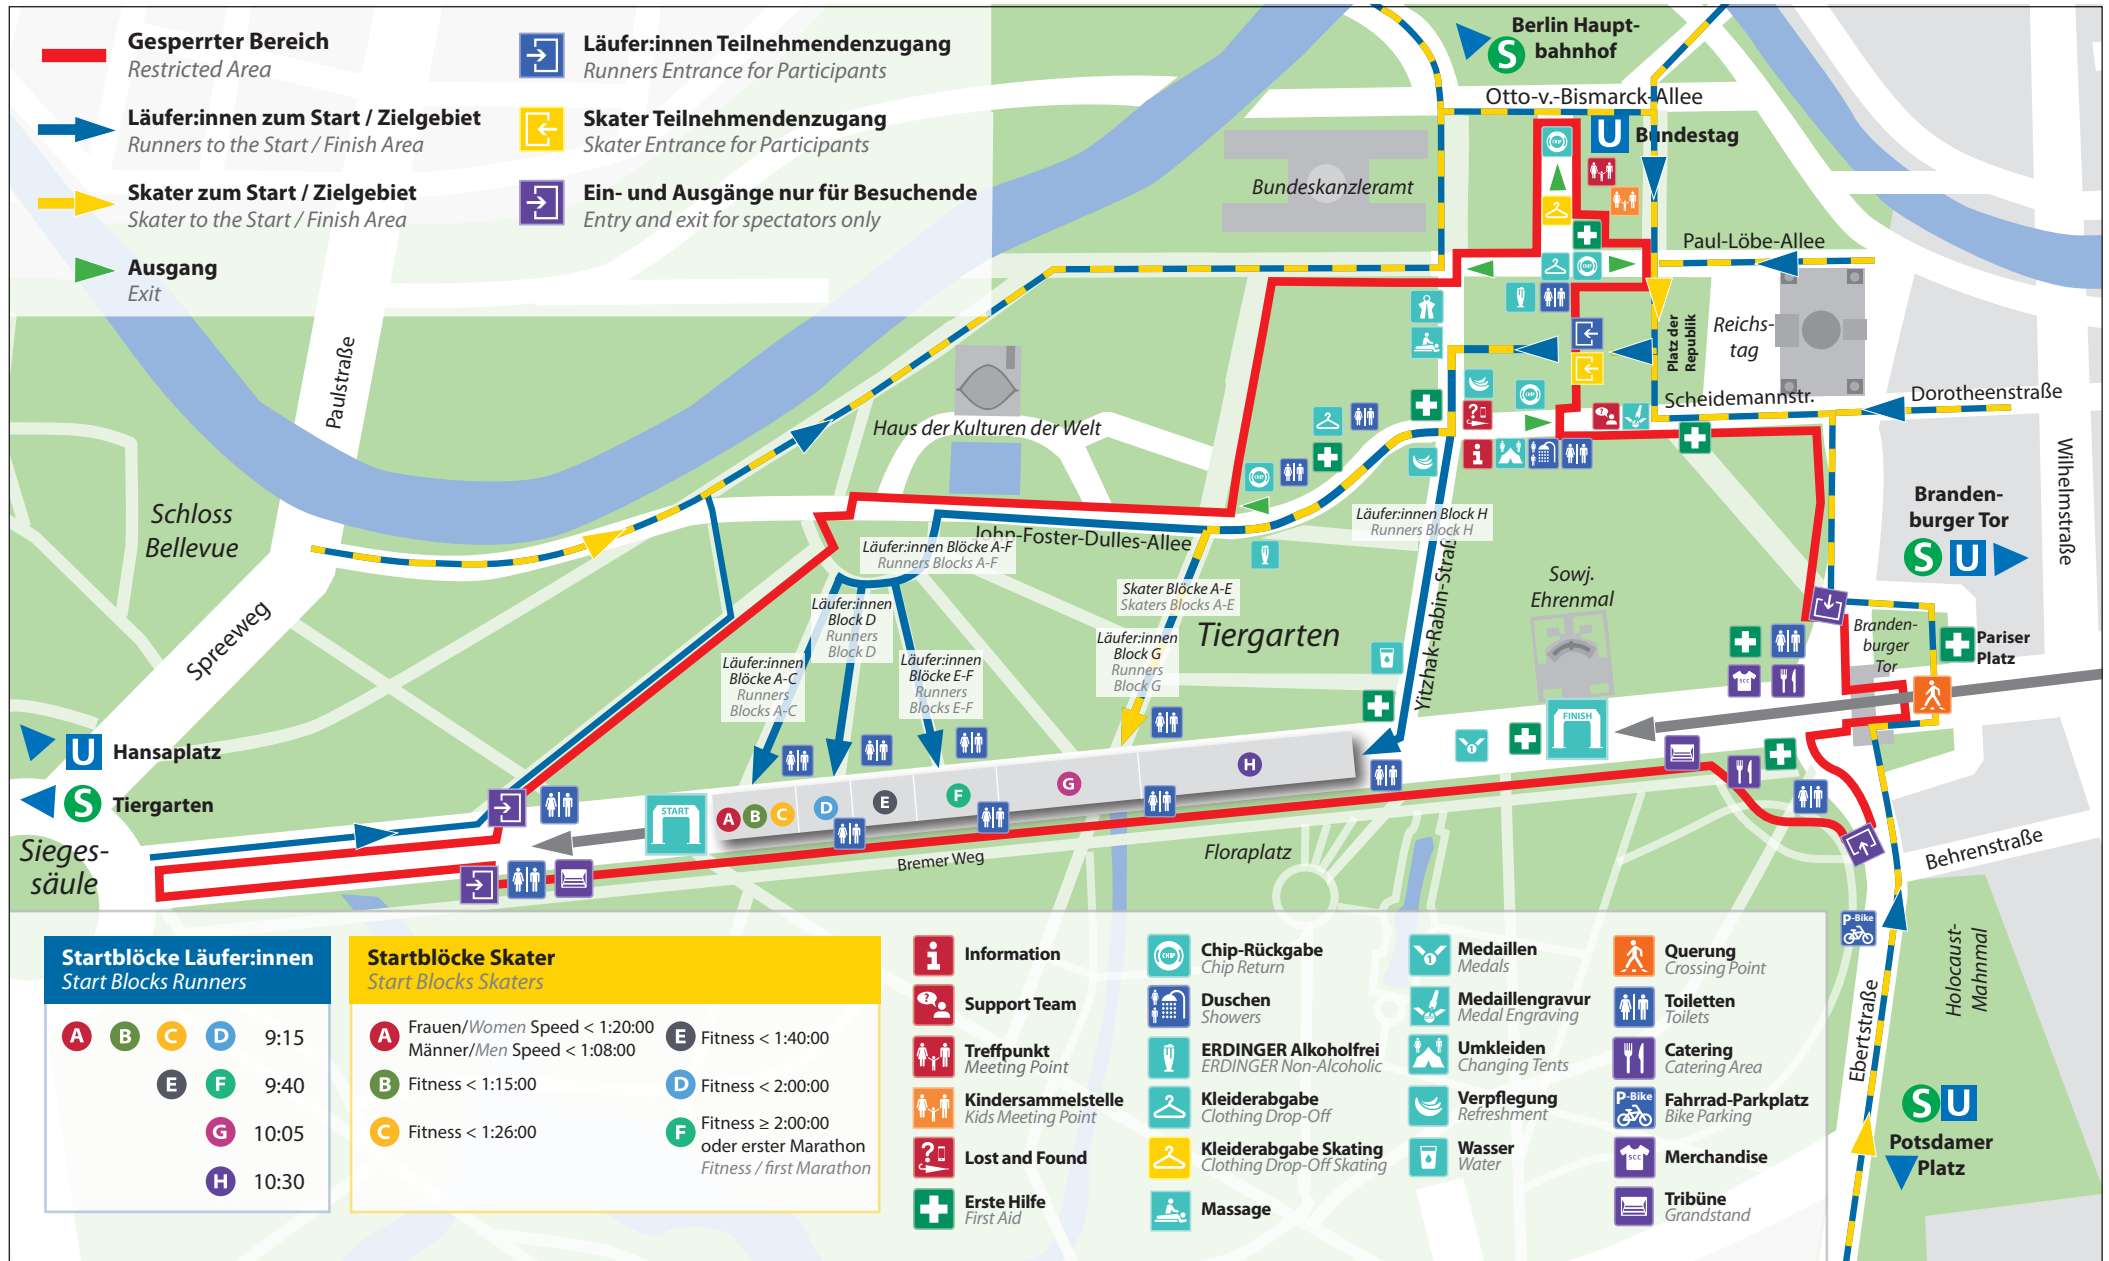 Gesperrter Bereich
Restricted Area
Läufer:innen zum Start / Zielgebiet
Runners to the Start / Finish Area
Skater zum Start / Zielgebiet
Skater to the Start / Finish Area
Ausgang
Exit
Läufer:innen Teilnehmendenzugang
Runners Entrance for Participants
Skater Teilnehmendenzugang
Skater Entrance for Participants
Ein- und Ausgänge nur für Besuchende
Entry and exit for spectators only
Berlin Haupt-
bahnhof
S
Otto-v.-Bismarck-Allee
U Bundestag
CHIP
Bundeskanzleramt
Paul-Löbe-Allee
CHIP
Platz der
Republik
Reichs-
tag
Scheidemannstr.
Dorotheenstraße
Wilhelmstraße
Paulstraße
Haus der Kulturen der Welt
CHIP
?
?
i
CHIP
Schloss
Bellevue
Branden-
burger Tor
S U
Läufer:innen Block H
Runners Block H
John-Foster-Dulles-Allee
Läufer:innen Blöcke A-F
Runners Blocks A-F
Skater Blöcke A-E
Skaters Blocks A-E
Sowj.
Ehrenmal
Yitzhak-Rabin-Straße
Läufer:innen
Block D
Runners
Block D
Tiergarten
Läufer:innen
Block G
Runners
Block G
Läufer:innen
Blöcke A-C
Runners
Blocks A-C
Läufer:innen
Blöcke E-F
Runners
Blocks E-F
Branden-
burger
Tor
Pariser
Platz
Spreeweg
SCC
FINISH
1
U Hansaplatz
S Tiergarten
Sieges-
säule
START
A B C D E F G H
Bremer Weg
Floraplatz
Behrenstraße
P-Bike
Holocaust-
Mahnmal
Ebertstraße
S U
Potsdamer
Platz
Startblöcke Läufer:innen
Start Blocks Runners
A B C D 9:15
E F 9:40
G 10:05
H 10:30
Startblöcke Skater
Start Blocks Skaters
A Frauen/Women Speed < 1:20:00
Männer/Men Speed < 1:08:00
B Fitness < 1:15:00
C Fitness < 1:26:00
E Fitness < 1:40:00
D Fitness < 2:00:00
F Fitness ≥ 2:00:00
oder erster Marathon
Fitness / first Marathon
i Information
? Support Team
Treffpunkt
Meeting Point
Kindersammelstelle
Kids Meeting Point
? Lost and Found
Erste Hilfe
First Aid
CHIP Chip-Rückgabe
Chip Return
Duschen
Showers
ERDINGER Alkoholfrei
ERDINGER Non-Alcoholic
Kleiderabgabe
Clothing Drop-Off
Kleiderabgabe Skating
Clothing Drop-Off Skating
Massage
1 Medaillen
Medals
Medaillengravur
Medal Engraving
Umkleiden
Changing Tents
Verpflegung
Refreshment
Wasser
Water
Querung
Crossing Point
Toiletten
Toilets
Catering
Catering Area
P-Bike Fahrrad-Parkplatz
Bike Parking
SCC Merchandise
Tribüne
Grandstand